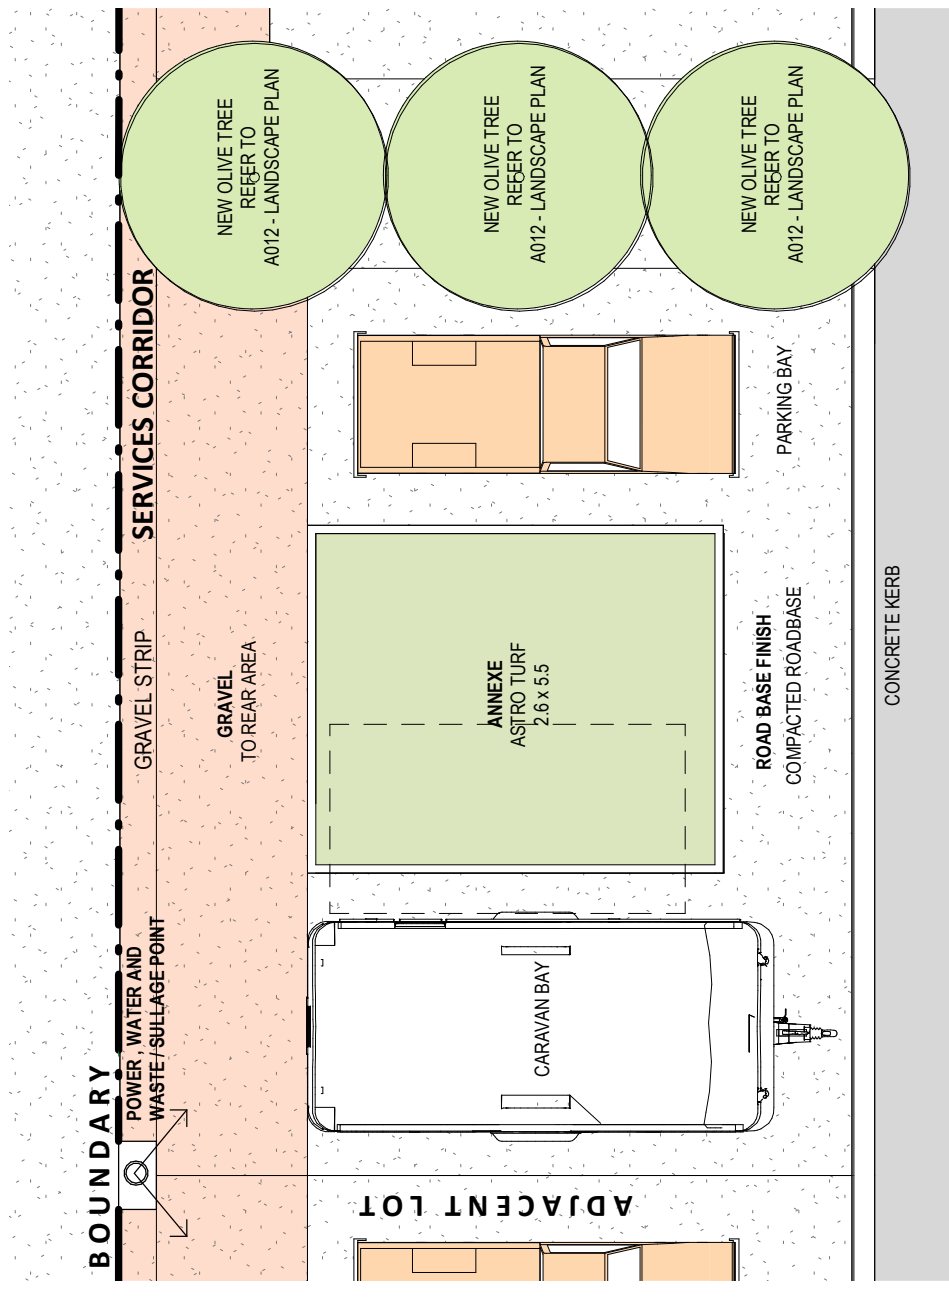 NEW OLIVE TREE
REFER TO
A012 - LANDSCAPE PLAN
NEW OLIVE TREE
REFER TO
A012 - LANDSCAPE PLAN
NEW OLIVE TREE
REFER TO
A012 - LANDSCAPE PLAN
SERVICES CORRIDOR
PARKING BAY
GRAVEL STRIP
GRAVEL
TO REAR AREA
ANNEXE
ASTRO TURF
2.6 x 5.5
ROAD BASE FINISH
COMPACTED ROADBASE
CONCRETE KERB
BOUNDARY
POWER, WATER AND
WASTE / SULLAGE POINT
CARAVAN BAY
ADJACENT LOT